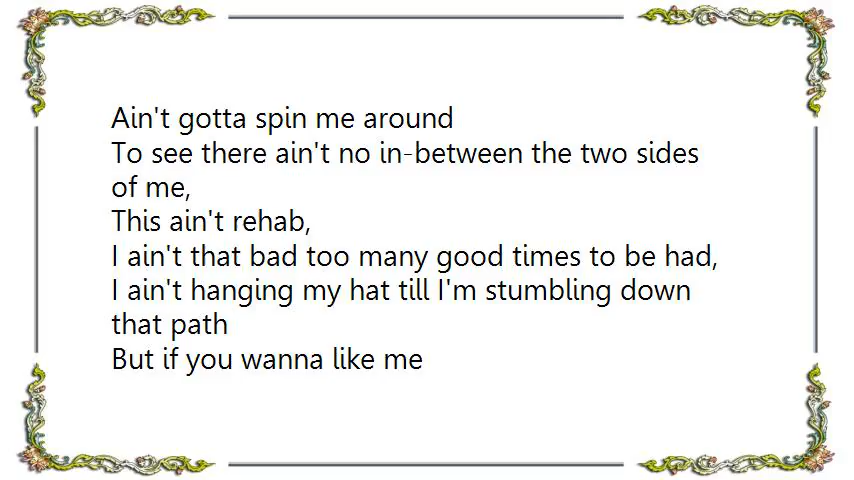 Ain't gotta spin me around
To see there ain't no in-between the two sides
of me,
This ain't rehab,
I ain't that bad too many good times to be had,
I ain't hanging my hat till I'm stumbling down
that path
But if you wanna like me